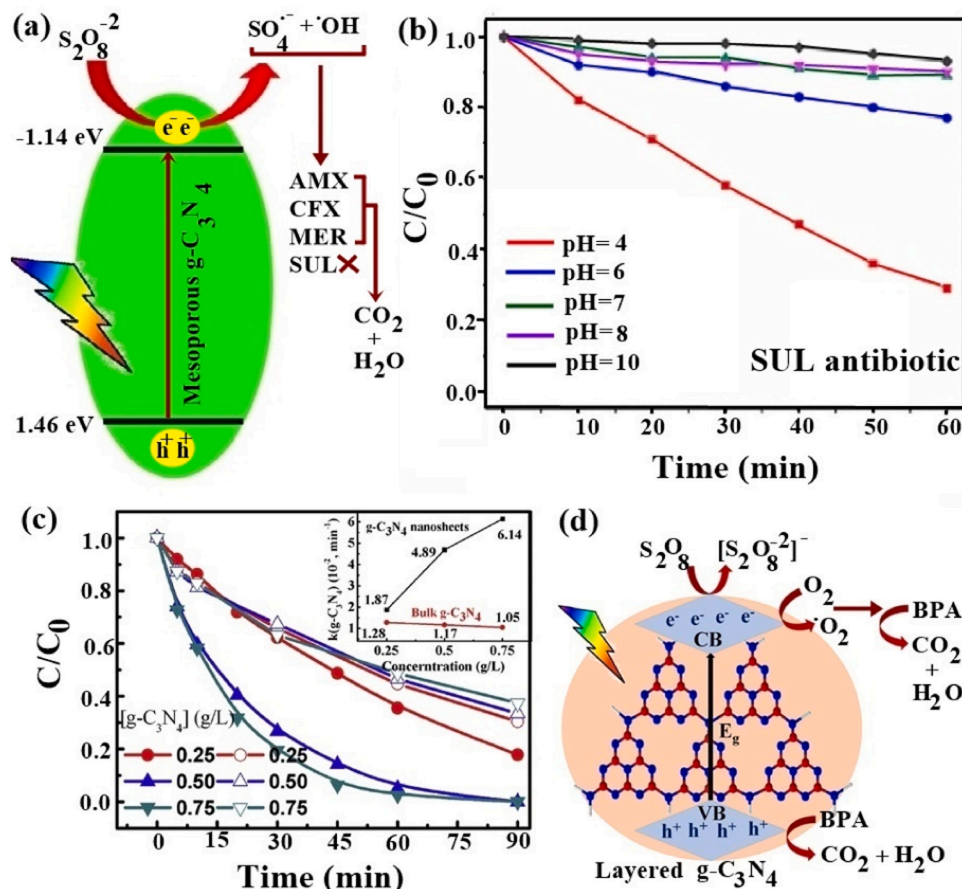 (a)
S₂O₈⁻²
SO₄˙⁻ + ˙OH
e⁻ e⁻
-1.14 eV
Mesoporous g-C₃N₄
AMX
CFX
MER
SUL ×
CO₂
+
H₂O
1.46 eV
h⁺ h⁺
(b)
C/C₀
1.0
0.8
0.6
0.4
0.2
0.0
pH= 4
pH=6
pH=7
pH=8
pH=10
SUL antibiotic
0 10 20 30 40 50 60
Time (min)
(c)
C/C₀
1.0
0.8
0.6
0.4
0.2
0.0
[g-C₃N₄] (g/L)
0.25 0.25
0.50 0.50
0.75 0.75
0 15 30 45 60 75 90
Time (min)
k(g-C₃N₄) (10⁻², min⁻¹)
6
5
4
3
2
1
g-C₃N₄ nanosheets
6.14
4.89
1.87
Bulk g-C₃N₄
1.28 1.17 1.05
0.25 0.5 0.75
Concerntration (g/L)
(d)
S₂O₈ [S₂O₈⁻²]⁻
O₂
˙O₂
BPA
CO₂
+
H₂O
e⁻ e⁻ e⁻ e⁻
CB
E_g
VB
h⁺ h⁺ h⁺ h⁺
BPA
CO₂ + H₂O
Layered g-C₃N₄